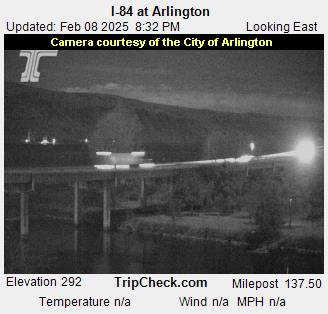 I-84 at Arlington
Updated: Feb 08 2025 8:32 PM Looking East
Camera courtesy of the City of Arlington
Elevation 292 TripCheck.com Milepost 137.50
Temperature n/a Wind n/a MPH n/a